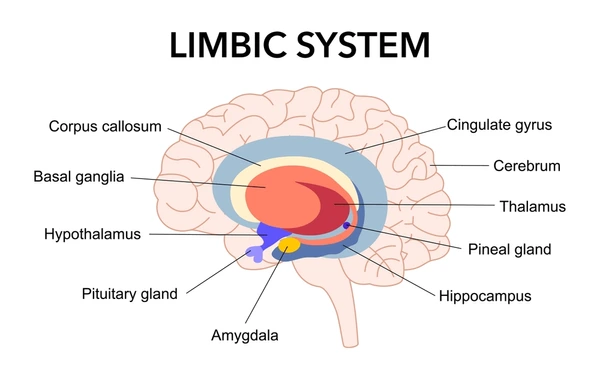 LIMBIC SYSTEM
Corpus callosum
Cingulate gyrus
Basal ganglia
Cerebrum
Thalamus
Hypothalamus
Pineal gland
Pituitary gland
Hippocampus
Amygdala